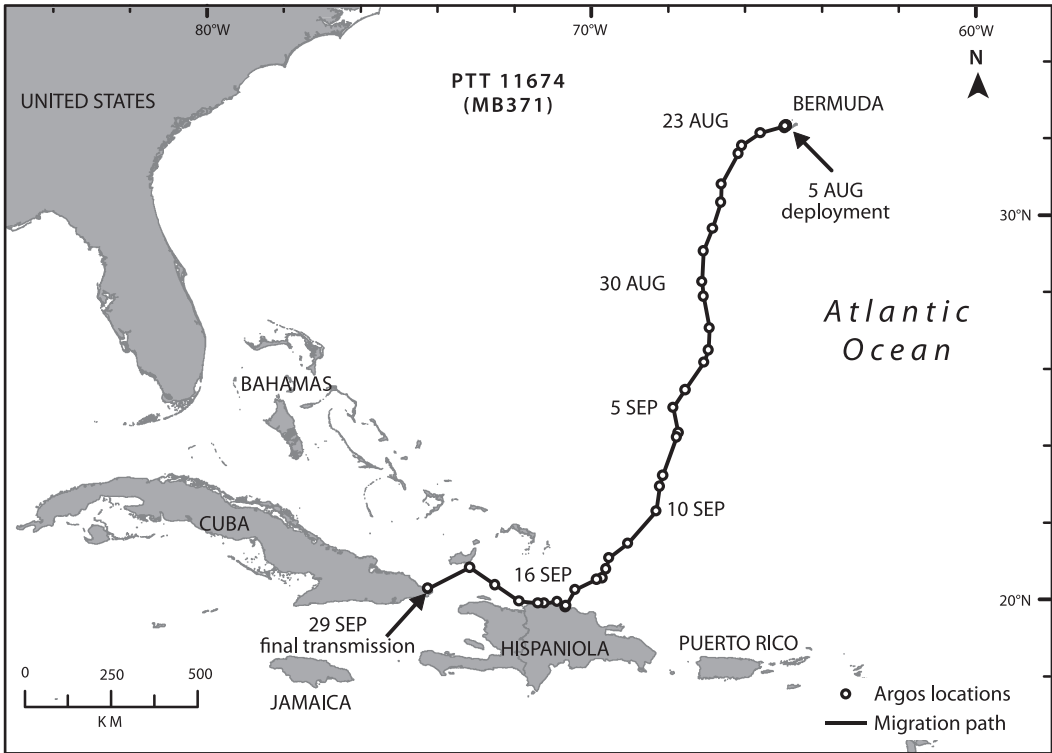 80°W
70°W
60°W
N
PTT 11674
(MB371)
UNITED STATES
BERMUDA
23 AUG
5 AUG
deployment
30°N
30 AUG
Atlantic
Ocean
BAHAMAS
5 SEP
10 SEP
CUBA
16 SEP
20°N
29 SEP
final transmission
HISPANIOLA
PUERTO RICO
JAMAICA
0 250 500
KM
Argos locations
Migration path